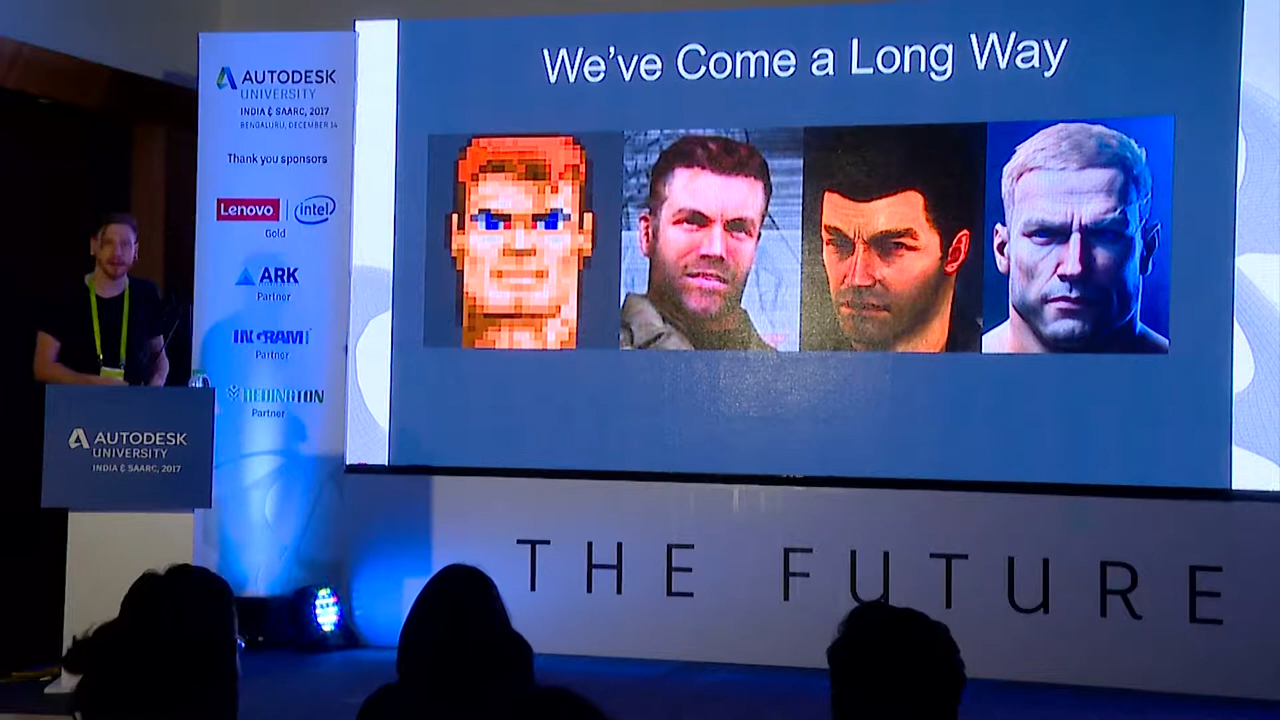 We've Come a Long Way
AUTODESK
UNIVERSITY
INDIA & SAARC, 2017
BENGALURU, DECEMBER 14
Thank you sponsors
Lenovo
intel
Gold
ARK
Partner
INGRAM
Partner
REDINGTON
Partner
AUTODESK
UNIVERSITY
INDIA & SAARC, 2017
THE FUTURE